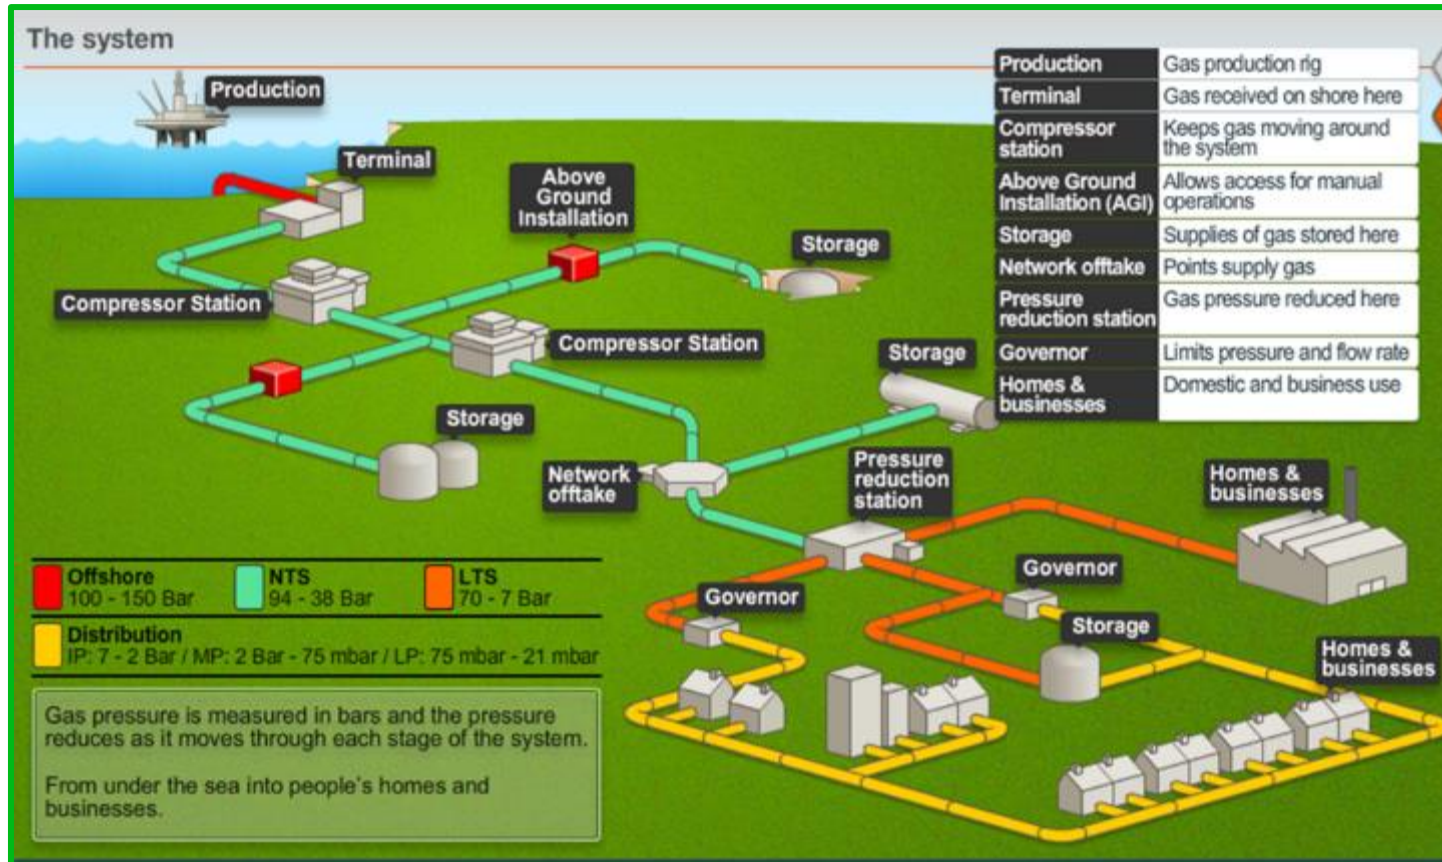 The system
Production
Terminal
Above
Ground
Installation
Storage
Compressor Station
Compressor Station
Storage
Storage
Network
offtake
Pressure
reduction
station
Homes &
businesses
Governor
Governor
Storage
Homes &
businesses
Production Gas production rig
Terminal Gas received on shore here
Compressor
station
Keeps gas moving around
the system
Above Ground
Installation (AGI)
Allows access for manual
operations
Storage Supplies of gas stored here
Network offtake Points supply gas
Pressure
reduction station
Gas pressure reduced here
Governor Limits pressure and flow rate
Homes &
businesses
Domestic and business use
Offshore
100 - 150 Bar
NTS
94 - 38 Bar
LTS
70 - 7 Bar
Distribution
IP: 7 - 2 Bar / MP: 2 Bar - 75 mbar / LP: 75 mbar - 21 mbar
Gas pressure is measured in bars and the pressure
reduces as it moves through each stage of the system.
From under the sea into people's homes and
businesses.